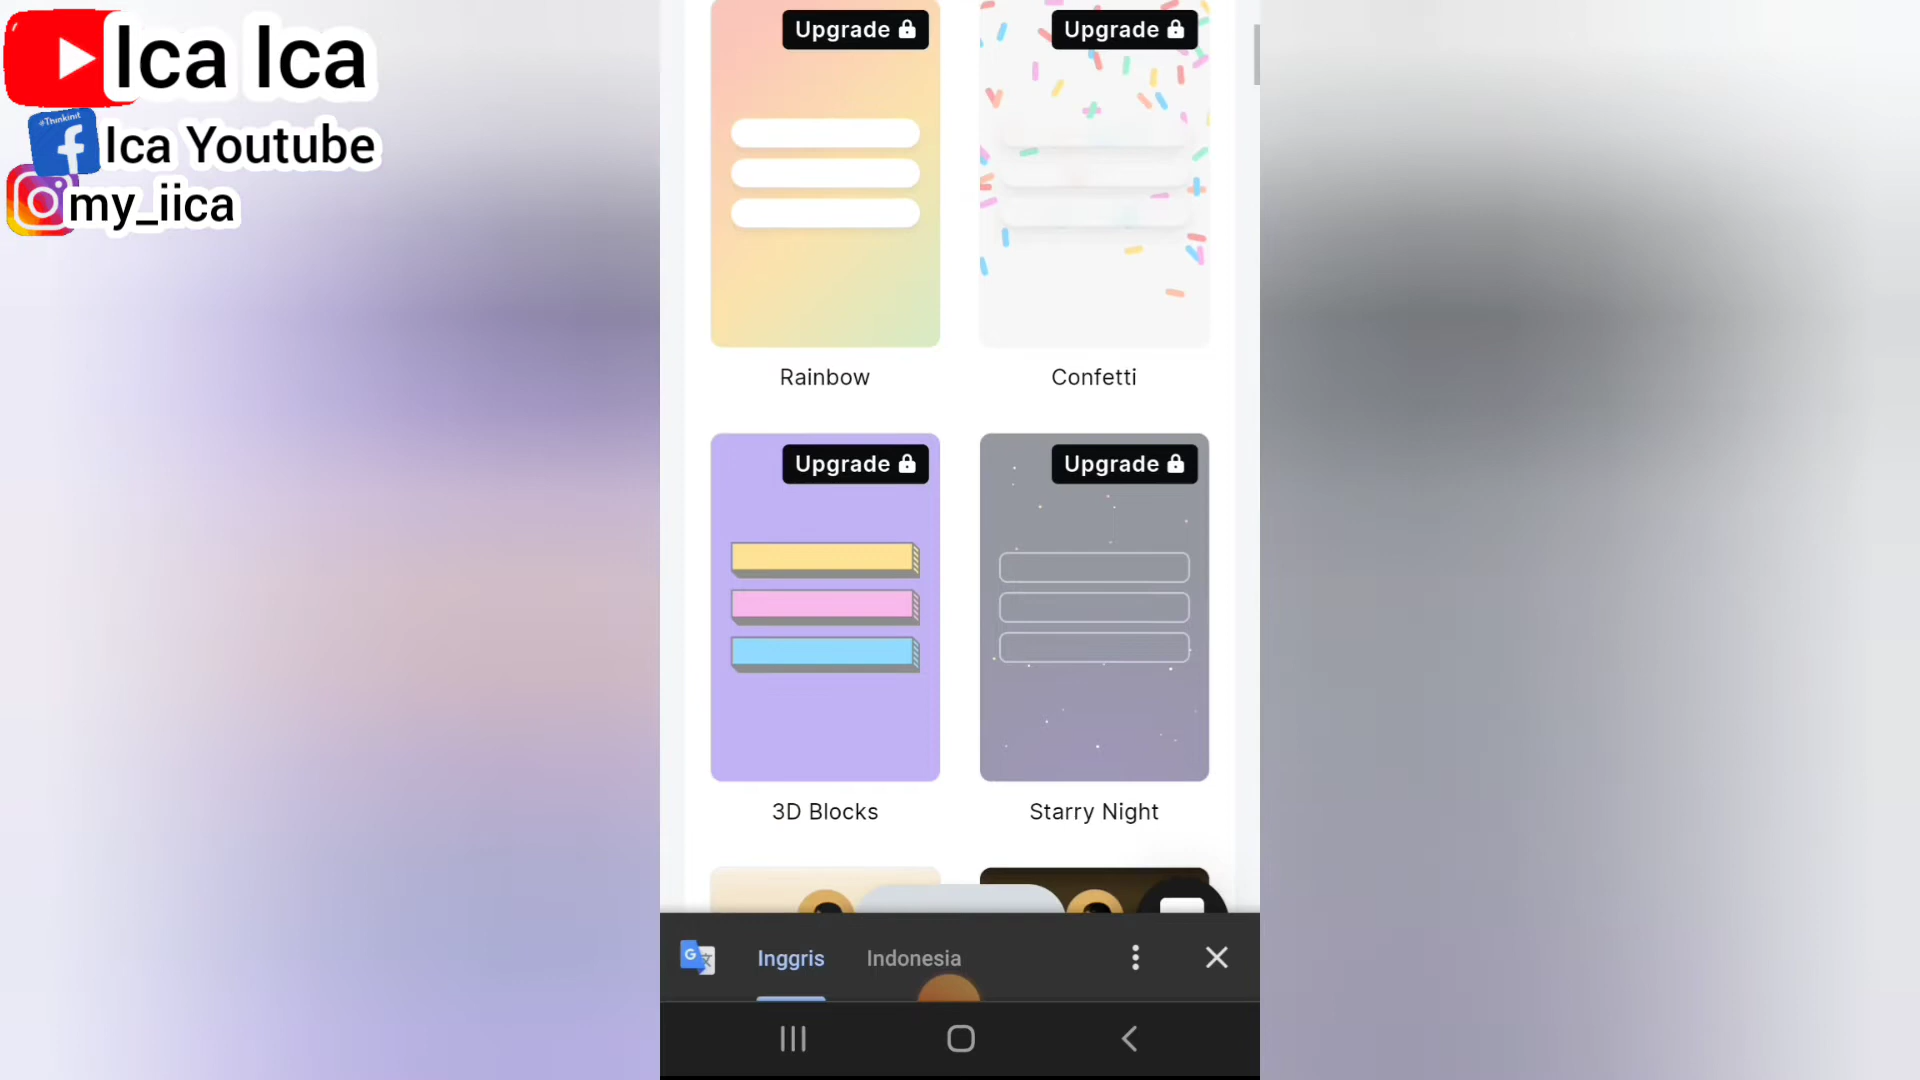 Ica Ica
@Thinkinit
Ica Youtube
my_iica
Upgrade
Upgrade
Rainbow
Confetti
Upgrade
Upgrade
3D Blocks
Starry Night
Inggris
Indonesia